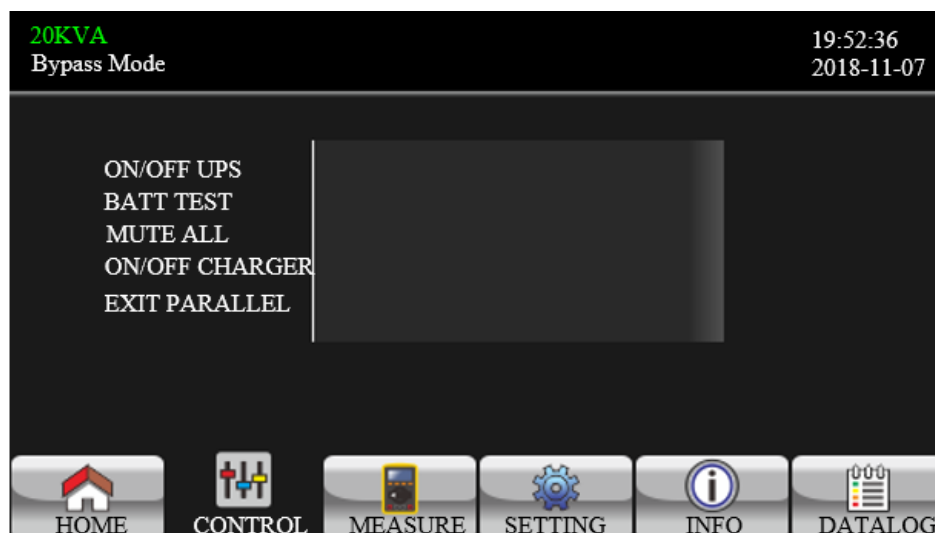 20KVA
Bypass Mode
19:52:36
2018-11-07
ON/OFF UPS
BATT TEST
MUTE ALL
ON/OFF CHARGER
EXIT PARALLEL
HOME
CONTROL
MEASURE
SETTING
INFO
DATALOG